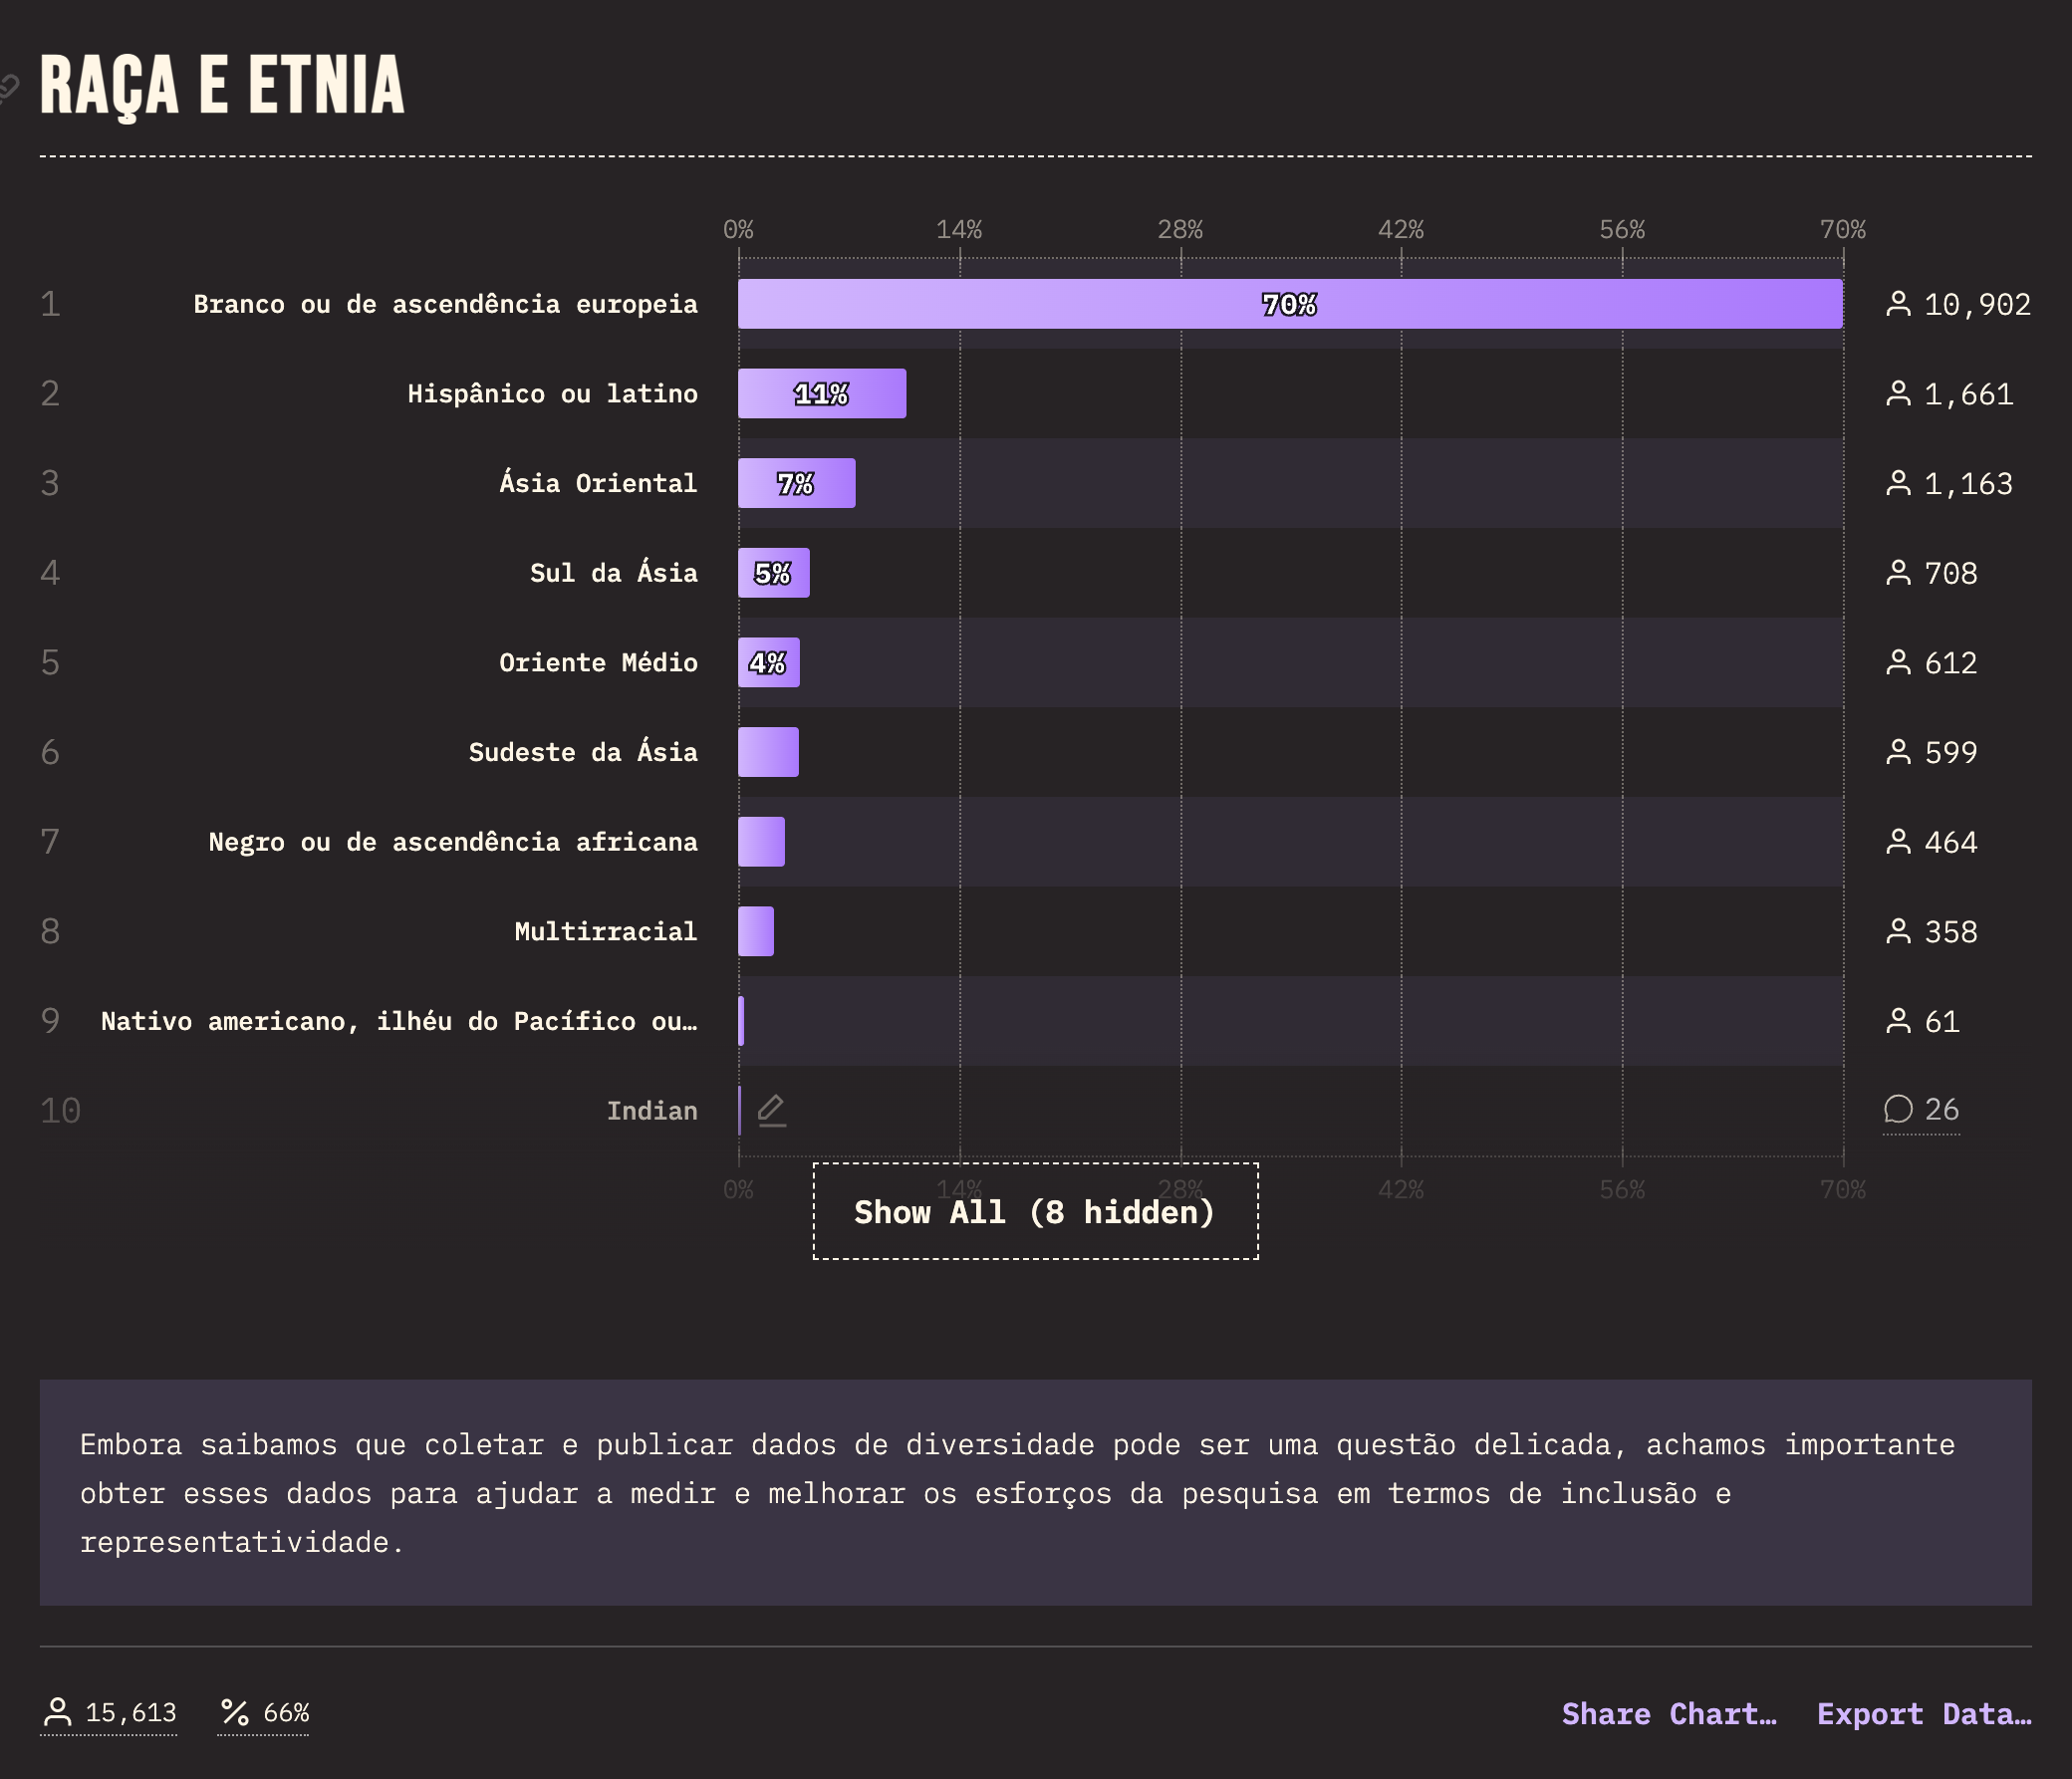 RAÇA E ETNIA
0% 14% 28% 42% 56% 70%
1 Branco ou de ascendência europeia 70% 10,902
2 Hispânico ou latino 11% 1,661
3 Ásia Oriental 7% 1,163
4 Sul da Ásia 5% 708
5 Oriente Médio 4% 612
6 Sudeste da Ásia 599
7 Negro ou de ascendência africana 464
8 Multirracial 358
9 Nativo americano, ilhéu do Pacífico ou… 61
10 Indian 26
0% 14% 28% 42% 56% 70%
Show All (8 hidden)
Embora saibamos que coletar e publicar dados de diversidade pode ser uma questão delicada, achamos importante
obter esses dados para ajudar a medir e melhorar os esforços da pesquisa em termos de inclusão e
representatividade.
15,613 % 66% Share Chart… Export Data…